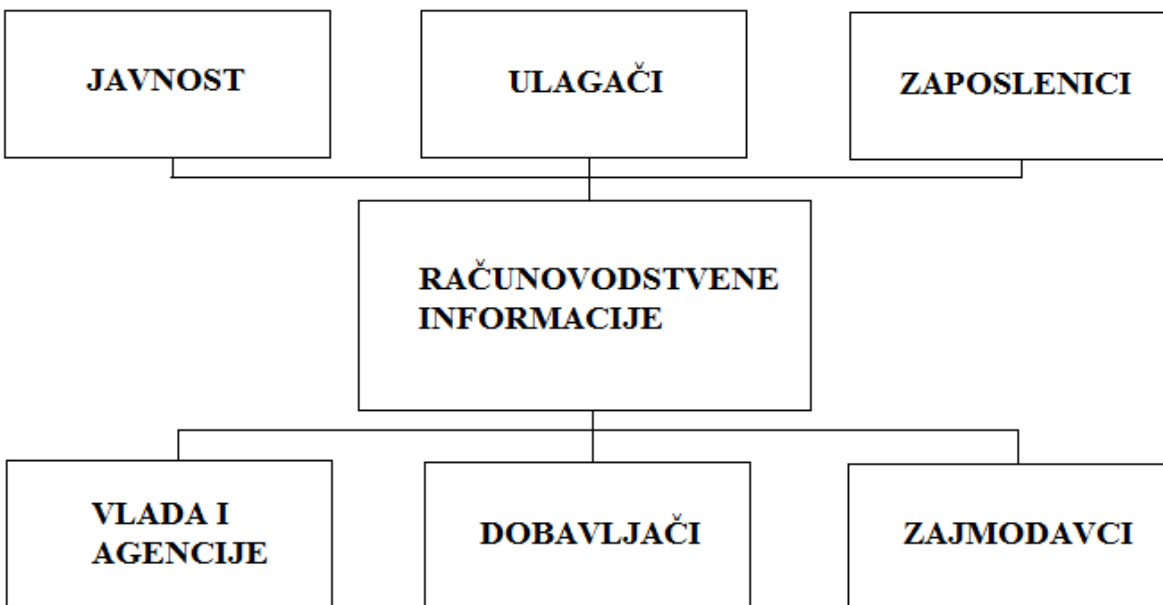 JAVNOST
ULAGAČI
ZAPOSLENICI
RAČUNOVODSTVENE
INFORMACIJE
VLADA I
AGENCIJE
DOBAVLJAČI
ZAJMODAVCI